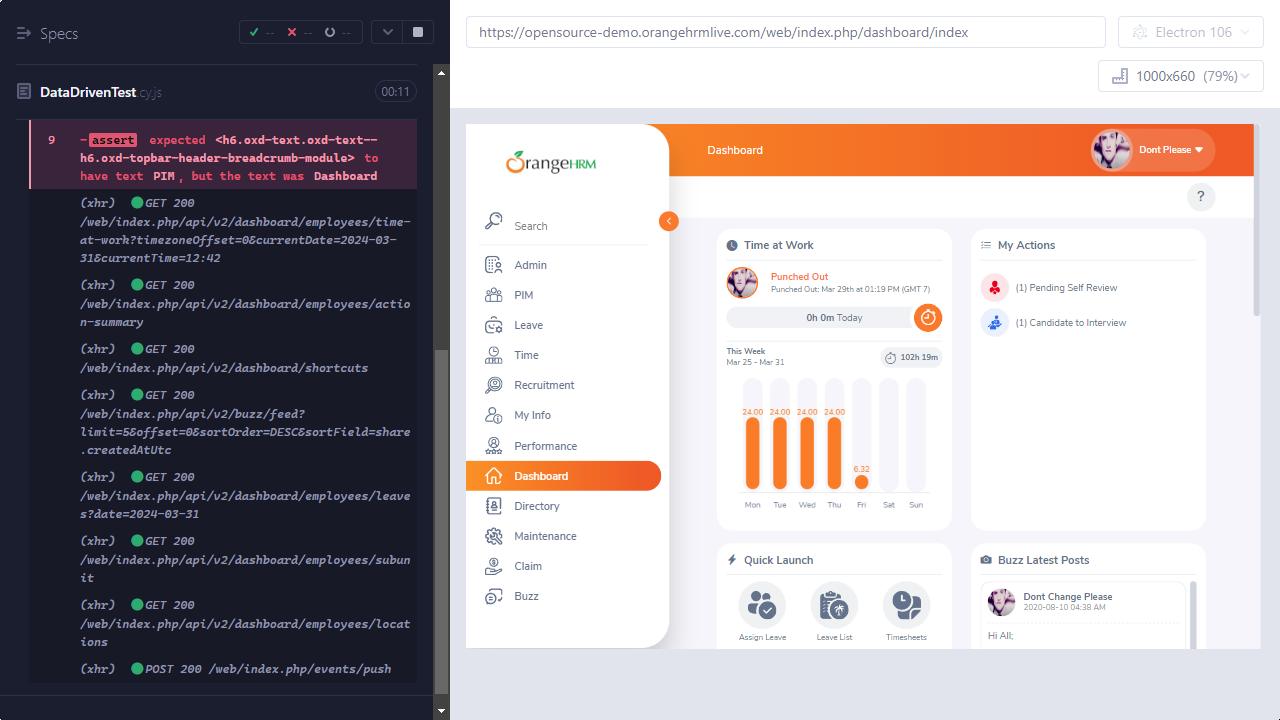 Specs
--
--
--
DataDrivenTest cy.js
00:11
9 -assert expected <h6.oxd-text.oxd-text--
h6.oxd-topbar-header-breadcrumb-module> to
have text PIM, but the text was Dashboard
(xhr) GET 200
/web/index.php/api/v2/dashboard/employees/time-
at-work?timezoneOffset=0&currentDate=2024-03-
31&currentTime=12:42
(xhr) GET 200
/web/index.php/api/v2/dashboard/employees/actio
n-summary
(xhr) GET 200
/web/index.php/api/v2/dashboard/shortcuts
(xhr) GET 200
/web/index.php/api/v2/buzz/feed?
limit=5&offset=0&sortOrder=DESC&sortField=share
.createdAtUtc
(xhr) GET 200
/web/index.php/api/v2/dashboard/employees/leave
s?date=2024-03-31
(xhr) GET 200
/web/index.php/api/v2/dashboard/employees/subun
it
(xhr) GET 200
/web/index.php/api/v2/dashboard/employees/locat
ions
(xhr) POST 200 /web/index.php/events/push
https://opensource-demo.orangehrmlive.com/web/index.php/dashboard/index
Electron 106
1000x660 (79%)
OrangeHRM
Search
Admin
PIM
Leave
Time
Recruitment
My Info
Performance
Dashboard
Directory
Maintenance
Claim
Buzz
Dashboard
Dont Please
?
Time at Work
Punched Out
Punched Out: Mar 29th at 01:19 PM (GMT 7)
0h 0m Today
This Week
Mar 25 - Mar 31
102h 19m
24.00 24.00 24.00 24.00
6.32
Mon Tue Wed Thu Fri Sat Sun
My Actions
(1) Pending Self Review
(1) Candidate to Interview
Quick Launch
Assign Leave
Leave List
Timesheets
Buzz Latest Posts
Dont Change Please
2020-08-10 04:38 AM
Hi All;